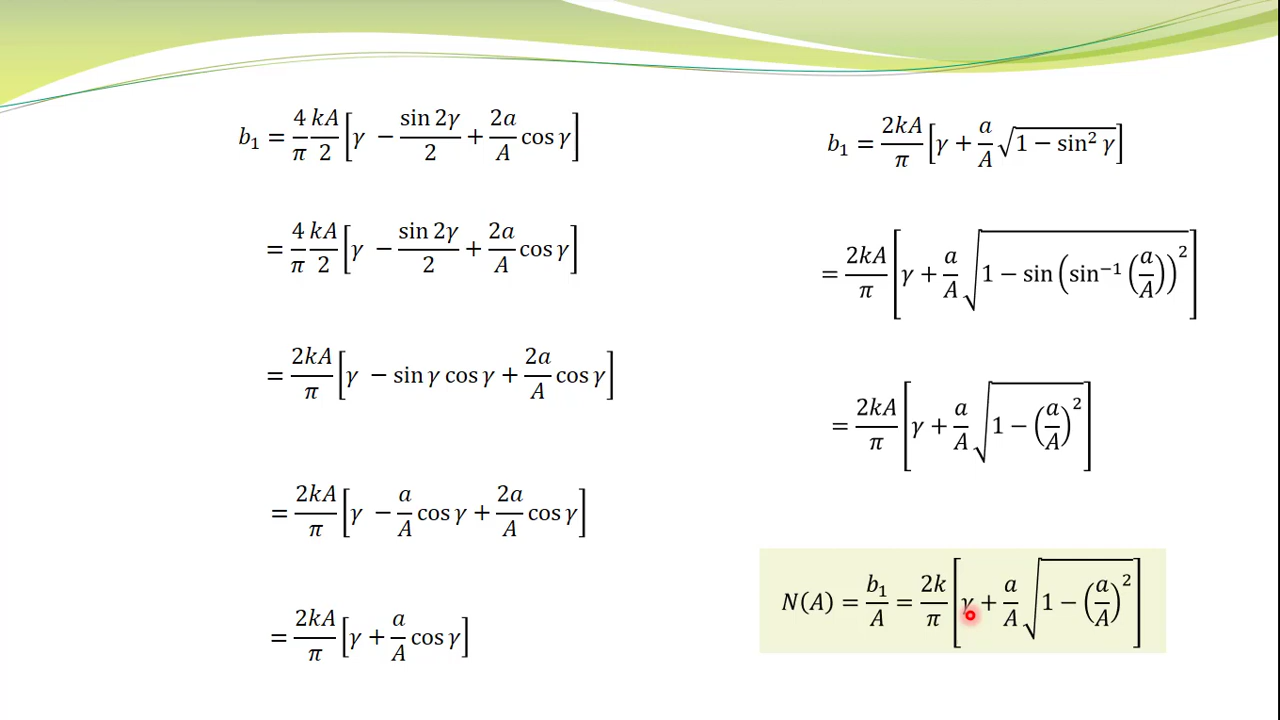 b₁ = 4/π kA/2 [γ − sin 2γ/2 + 2a/A cos γ]
= 4/π kA/2 [γ − sin 2γ/2 + 2a/A cos γ]
= 2kA/π [γ − sin γ cos γ + 2a/A cos γ]
= 2kA/π [γ − a/A cos γ + 2a/A cos γ]
= 2kA/π [γ + a/A cos γ]
b₁ = 2kA/π [γ + a/A √(1 − sin² γ)]
= 2kA/π [γ + a/A √(1 − sin(sin⁻¹(a/A))²)]
= 2kA/π [γ + a/A √(1 − (a/A)²)]
N(A) = b₁/A = 2k/π [γ + a/A √(1 − (a/A)²)]